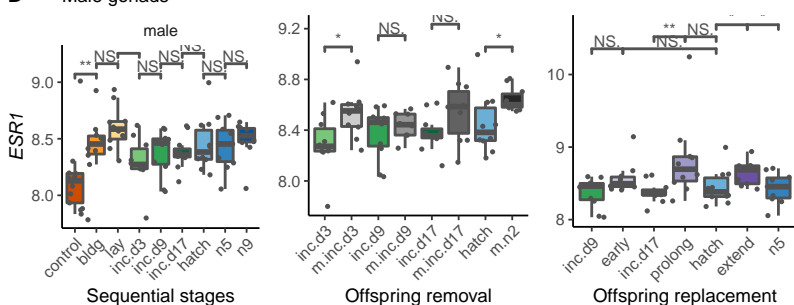 D Male gonads
male
** NS. NS. NS. NS. NS. NS.
ESR1
9.0
8.5
8.0
control bldg lay inc.d3 inc.d9 inc.d17 hatch n5 n9
Sequential stages
* NS. NS. *
9.2
8.8
8.4
8.0
inc.d3 m.inc.d3 inc.d9 m.inc.d9 inc.d17 m.inc.d17 hatch m.n2
Offspring removal
NS. ** NS. NS.
10
9
8
inc.d9 early inc.d17 prolong hatch extend n5
Offspring replacement